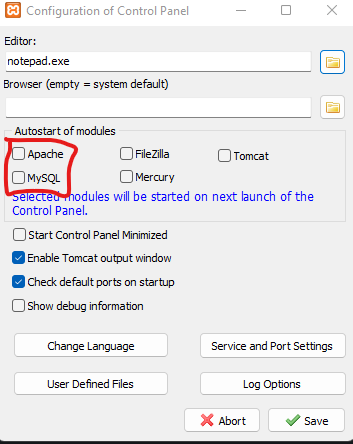 Configuration of Control Panel
Editor:
notepad.exe
Browser (empty = system default)
Autostart of modules
Apache
FileZilla
Tomcat
MySQL
Mercury
Selected modules will be started on next launch of the
Control Panel.
Start Control Panel Minimized
Enable Tomcat output window
Check default ports on startup
Show debug information
Change Language
Service and Port Settings
User Defined Files
Log Options
Abort
Save